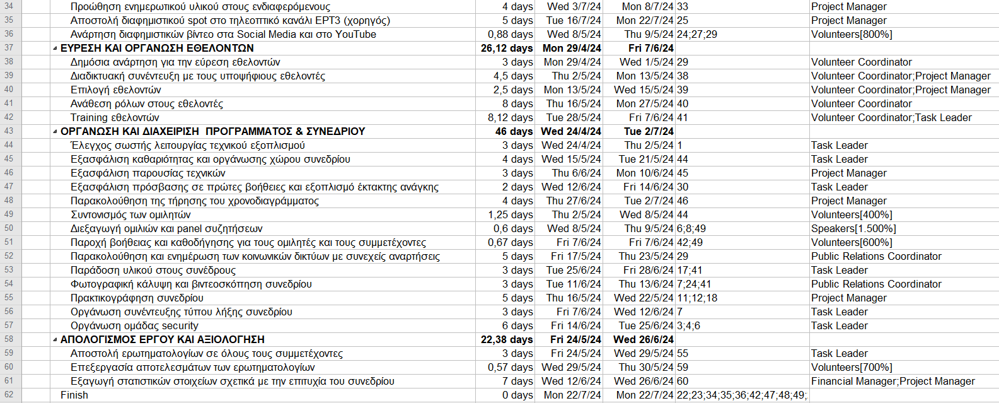 34 Προώθηση ενημερωτικού υλικού στους ενδιαφερόμενους 4 days Wed 3/7/24 Mon 8/7/24 33 Project Manager
35 Αποστολή διαφημιστικού spot στο τηλεοπτικό κανάλι ΕΡΤ3 (χορηγός) 5 days Tue 16/7/24 Mon 22/7/24 25 Project Manager
36 Ανάρτηση διαφημιστικών βίντεο στα Social Media και στο YouTube 0,88 days Wed 8/5/24 Thu 9/5/24 24;27;29 Volunteers[800%]
37 ΕΥΡΕΣΗ ΚΑΙ ΟΡΓΑΝΩΣΗ ΕΘΕΛΟΝΤΩΝ 26,12 days Mon 29/4/24 Fri 7/6/24
38 Δημόσια ανάρτηση για την εύρεση εθελοντών 3 days Mon 29/4/24 Wed 1/5/24 29 Volunteer Coordinator
39 Διαδικτυακή συνέντευξη με τους υποψήφιους εθελοντές 4,5 days Thu 2/5/24 Mon 13/5/24 38 Volunteer Coordinator;Project Manager
40 Επιλογή εθελοντών 2,5 days Mon 13/5/24 Wed 15/5/24 39 Volunteer Coordinator;Project Manager
41 Ανάθεση ρόλων στους εθελοντές 8 days Thu 16/5/24 Mon 27/5/24 40 Volunteer Coordinator
42 Training εθελοντών 8,12 days Tue 28/5/24 Fri 7/6/24 41 Volunteer Coordinator;Task Leader
43 ΟΡΓΑΝΩΣΗ ΚΑΙ ΔΙΑΧΕΙΡΙΣΗ ΠΡΟΓΡΑΜΜΑΤΟΣ & ΣΥΝΕΔΡΙΟΥ 46 days Wed 24/4/24 Tue 2/7/24
44 Έλεγχος σωστής λειτουργίας τεχνικού εξοπλισμού 3 days Wed 24/4/24 Thu 2/5/24 1 Task Leader
45 Εξασφάλιση καθαριότητας και οργάνωσης χώρου συνεδρίου 4 days Wed 15/5/24 Tue 21/5/24 44 Task Leader
46 Εξασφάλιση παρουσίας τεχνικών 3 days Thu 6/6/24 Mon 10/6/24 45 Project Manager
47 Εξασφάλιση πρόσβασης σε πρώτες βοήθειες και εξοπλισμό έκτακτης ανάγκης 2 days Wed 12/6/24 Fri 14/6/24 30 Task Leader
48 Παρακολούθηση της τήρησης του χρονοδιαγράμματος 4 days Thu 27/6/24 Tue 2/7/24 46 Project Manager
49 Συντονισμός των ομιλητών 1,25 days Thu 2/5/24 Wed 8/5/24 44 Volunteers[400%]
50 Διεξαγωγή ομιλιών και panel συζητήσεων 0,6 days Wed 8/5/24 Thu 9/5/24 6;8;49 Speakers[1.500%]
51 Παροχή βοήθειας και καθοδήγησης για τους ομιλητές και τους συμμετέχοντες 0,67 days Fri 7/6/24 Fri 7/6/24 42;49 Volunteers[600%]
52 Παρακολούθηση και ενημέρωση των κοινωνικών δικτύων με συνεχείς αναρτήσεις 5 days Fri 17/5/24 Thu 23/5/24 29 Public Relations Coordinator
53 Παράδοση υλικού στους συνέδρους 3 days Tue 25/6/24 Fri 28/6/24 17;41 Task Leader
54 Φωτογραφική κάλυψη και βιντεοσκόπηση συνεδρίου 3 days Tue 11/6/24 Thu 13/6/24 7;24;41 Public Relations Coordinator
55 Πρακτικογράφηση συνεδρίου 5 days Thu 16/5/24 Wed 22/5/24 11;12;18 Project Manager
56 Οργάνωση συνέντευξης τύπου λήξης συνεδρίου 3 days Fri 7/6/24 Wed 12/6/24 7 Task Leader
57 Οργάνωση ομάδας security 6 days Fri 14/6/24 Tue 25/6/24 3;4;6 Task Leader
58 ΑΠΟΛΟΓΙΣΜΟΣ ΕΡΓΟΥ ΚΑΙ ΑΞΙΟΛΟΓΗΣΗ 22,38 days Fri 24/5/24 Wed 26/6/24
59 Αποστολή ερωτηματολογίων σε όλους τους συμμετέχοντες 3 days Fri 24/5/24 Wed 29/5/24 55 Task Leader
60 Επεξεργασία αποτελεσμάτων των ερωτηματολογίων 0,57 days Wed 29/5/24 Thu 30/5/24 59 Volunteers[700%]
61 Εξαγωγή στατιστικών στοιχείων σχετικά με την επιτυχία του συνεδρίου 7 days Wed 12/6/24 Wed 26/6/24 60 Financial Manager;Project Manager
62 Finish 0 days Mon 22/7/24 Mon 22/7/24 22;23;34;35;36;42;47;48;49;